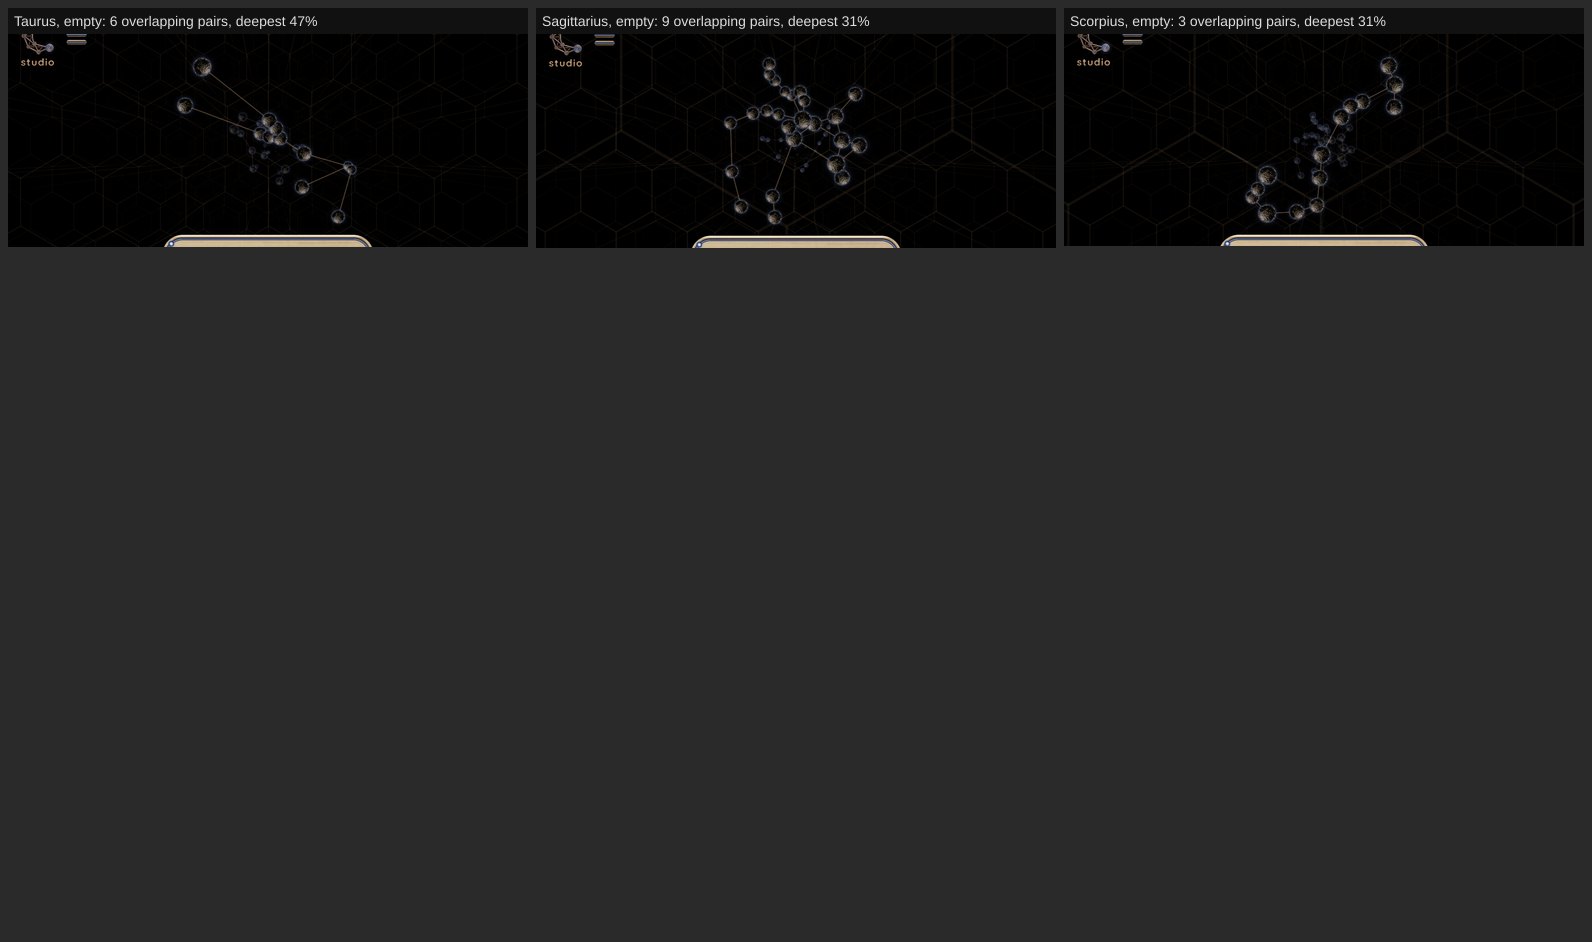 Taurus, empty: 6 overlapping pairs, deepest 47%
Sagittarius, empty: 9 overlapping pairs, deepest 31%
Scorpius, empty: 3 overlapping pairs, deepest 31%
studio
studio
studio